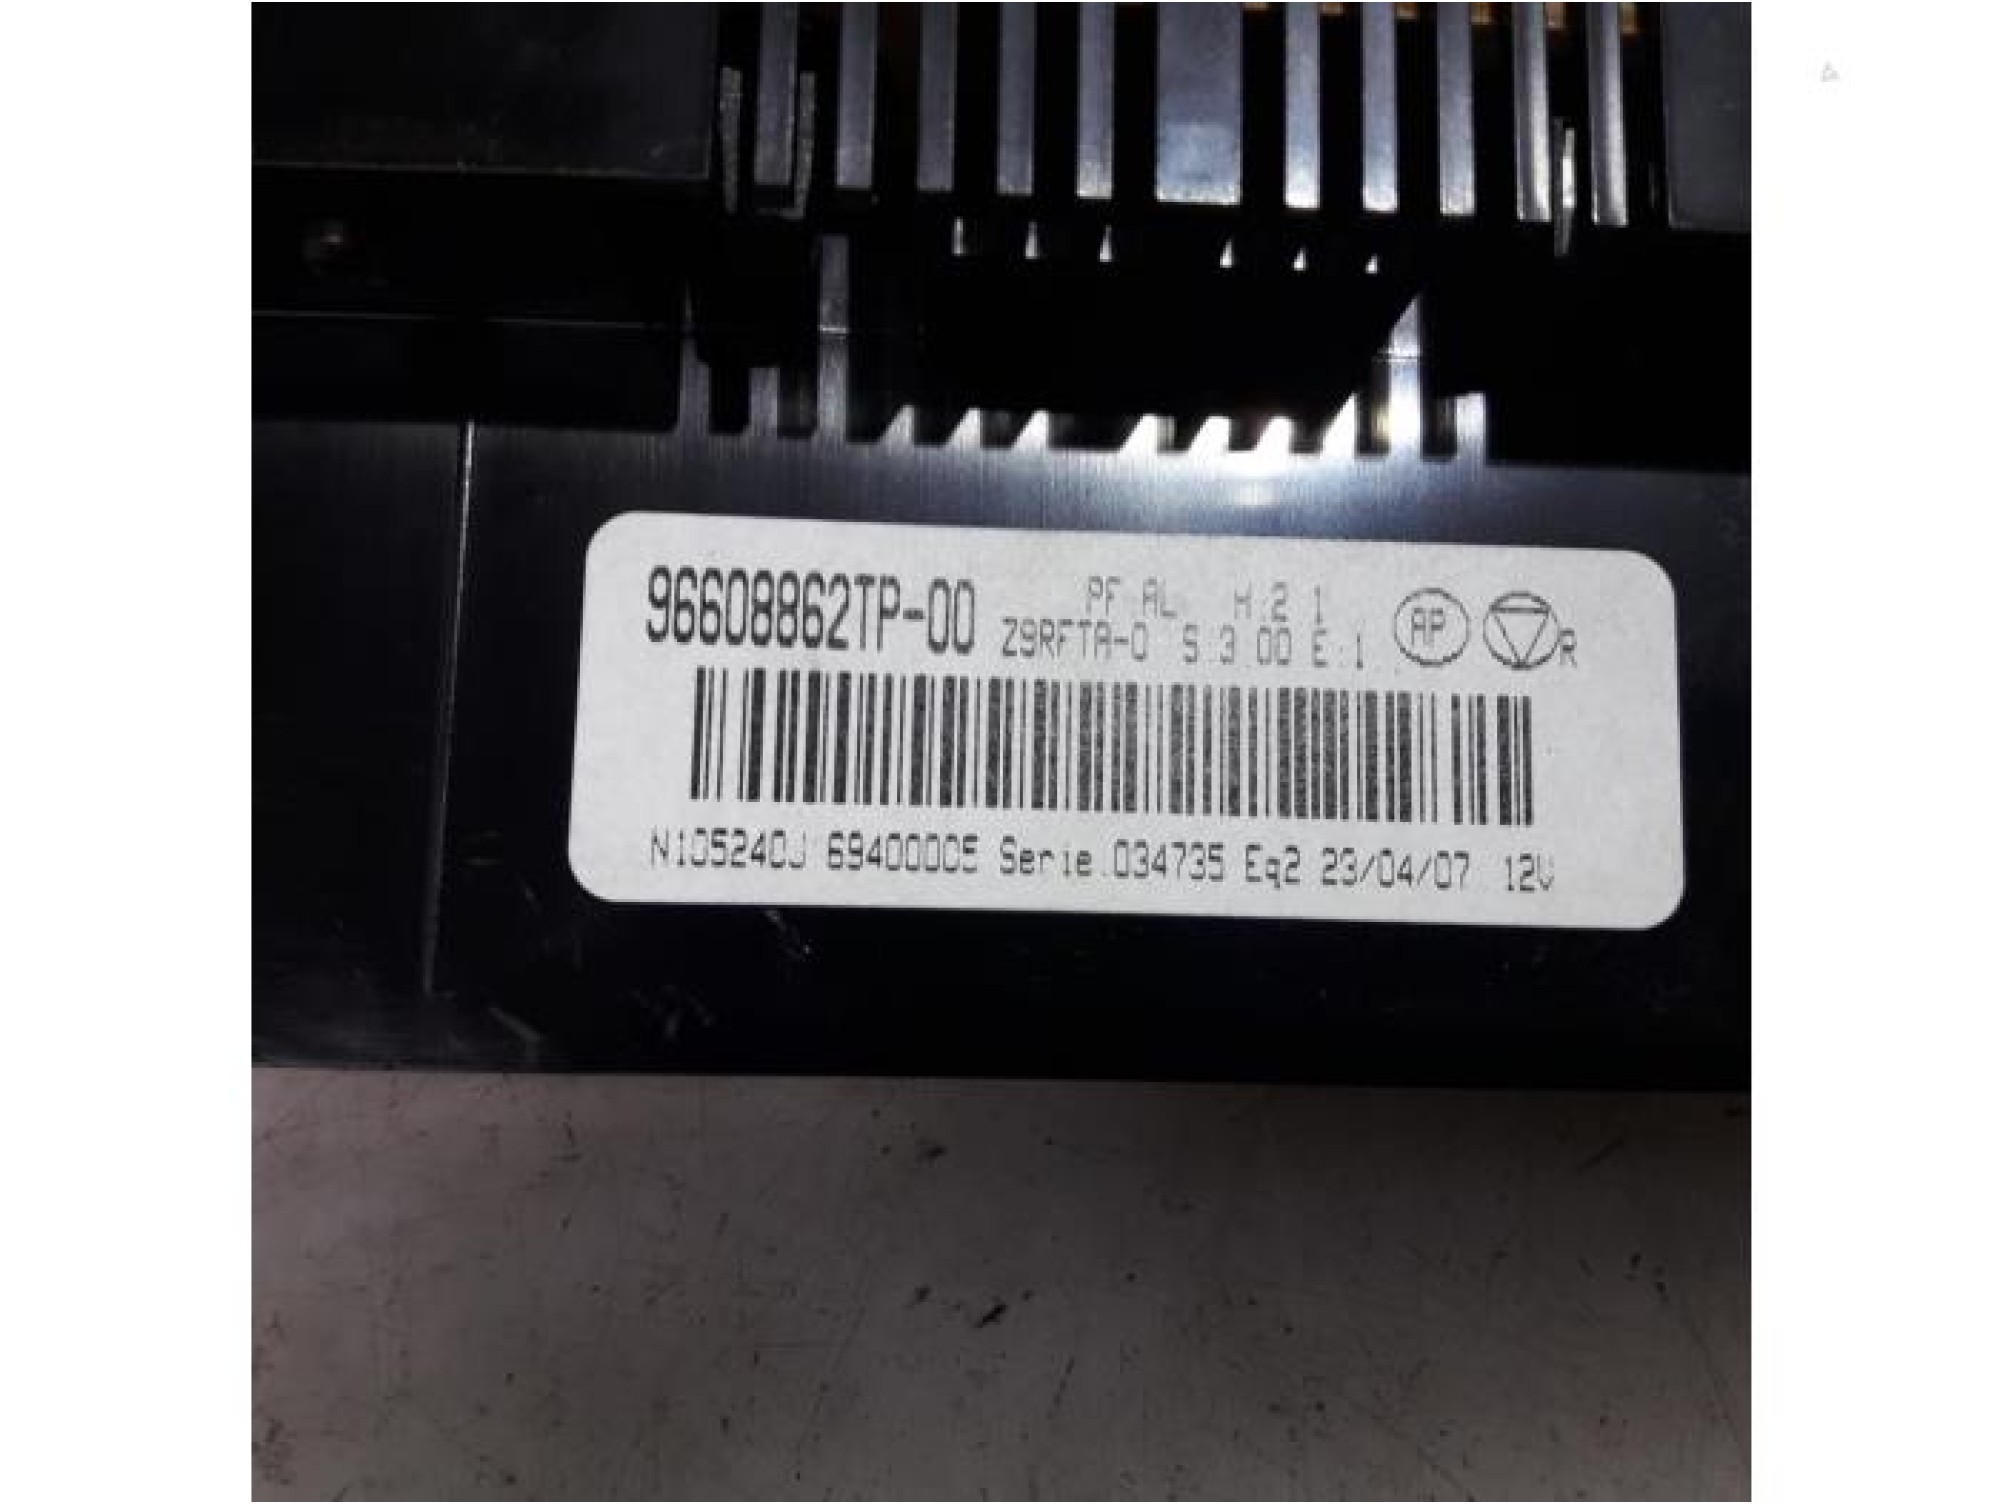 96608862TP-00 PF:AL H:2 1
Z9RFTA-0 S:3 00 E:1 AP R
N105240J 69400005 Serie:034735 Eq2 23/04/07 12V